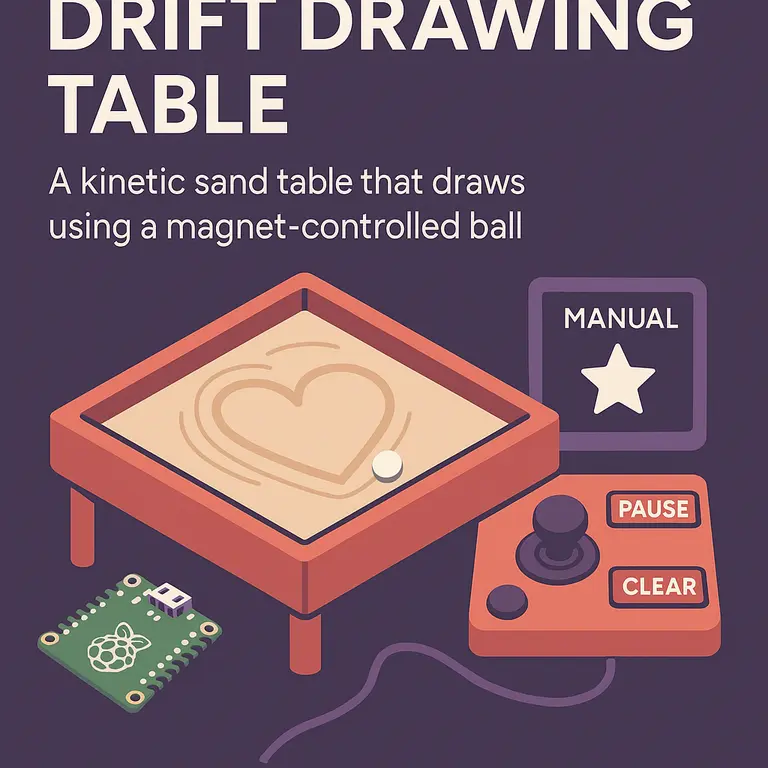 DRIFT DRAWING
TABLE
A kinetic sand table that draws
using a magnet-controlled ball
MANUAL
PAUSE
CLEAR